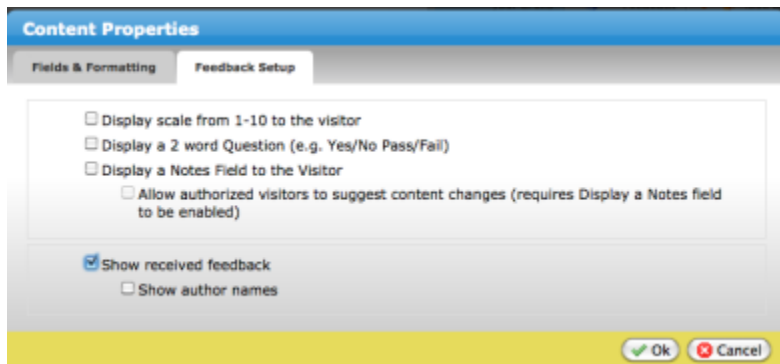 Content Properties
Fields & Formatting
Feedback Setup
Display scale from 1-10 to the visitor
Display a 2 word Question (e.g. Yes/No Pass/Fail)
Display a Notes Field to the Visitor
Allow authorized visitors to suggest content changes (requires Display a Notes field
to be enabled)
Show received feedback
Show author names
Ok
Cancel